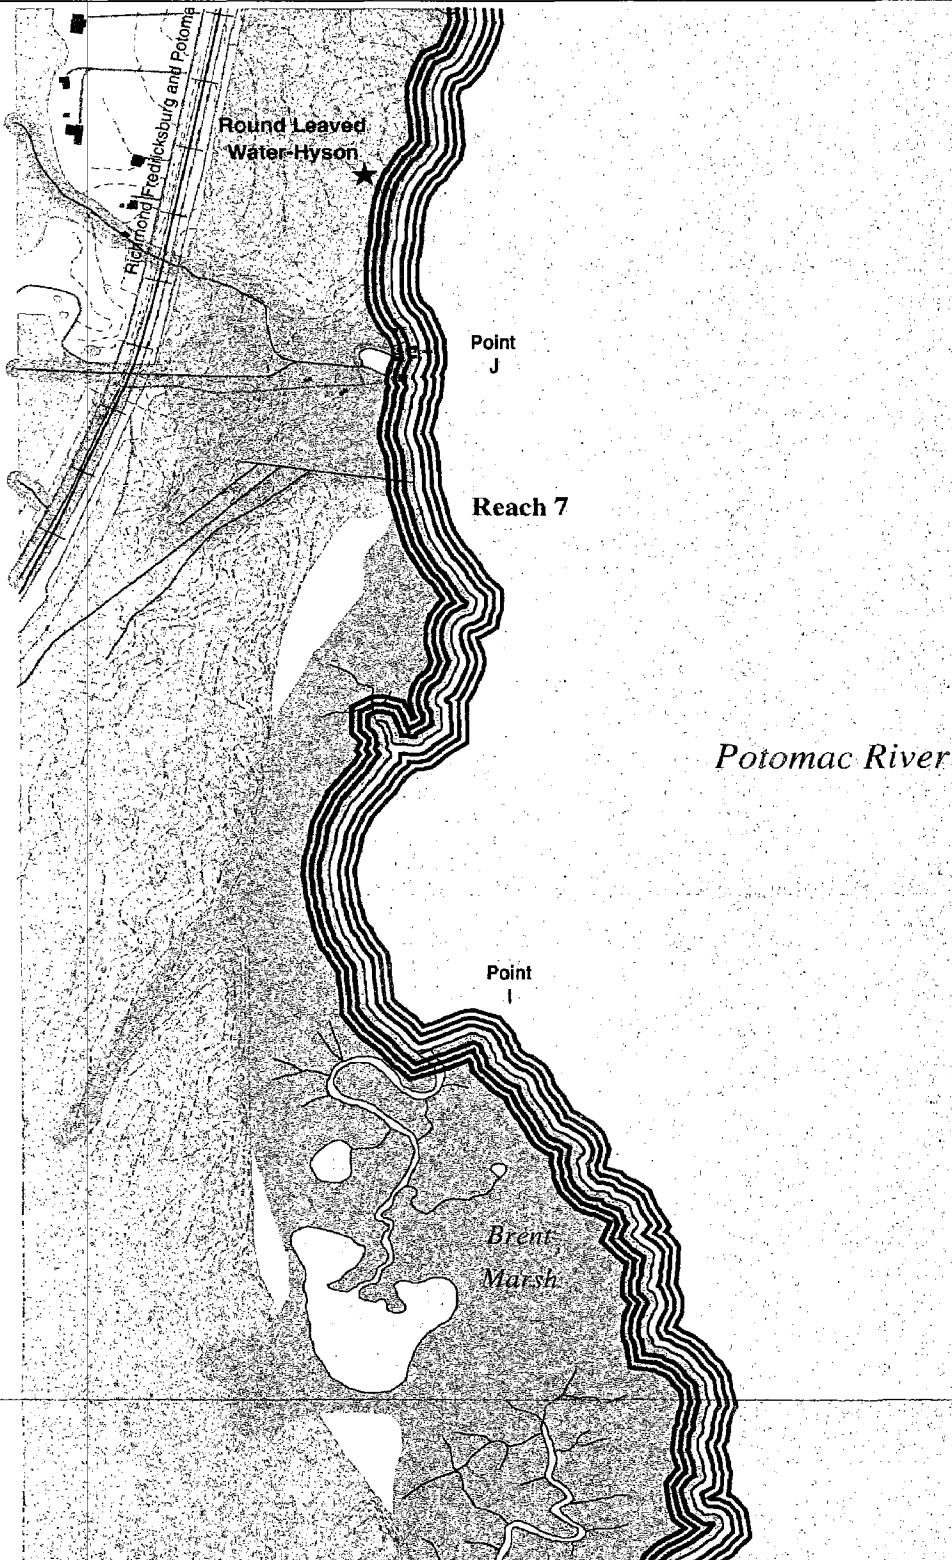 Richmond Fredricksburg and Potoma
Round Leaved
Water-Hyson
Point
J
Reach 7
Potomac River
Point
I
Brent
Marsh